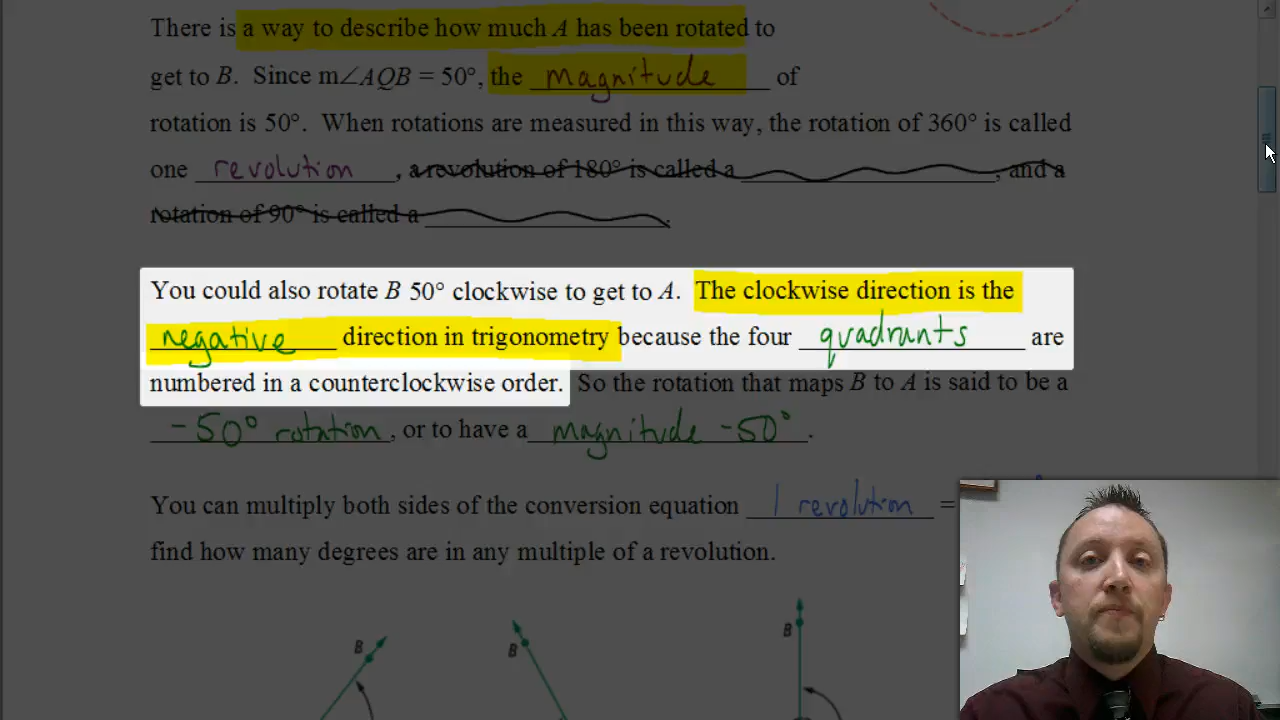 There is a way to describe how much A has been rotated to
get to B. Since m∠AQB = 50°, the magnitude of
rotation is 50°. When rotations are measured in this way, the rotation of 360° is called
one revolution, a revolution of 180° is called a ____________, and a
rotation of 90° is called a ____________.
You could also rotate B 50° clockwise to get to A. The clockwise direction is the
negative direction in trigonometry because the four quadrants are
numbered in a counterclockwise order. So the rotation that maps B to A is said to be a
-50° rotation, or to have a magnitude -50°.
You can multiply both sides of the conversion equation 1 revolution =
find how many degrees are in any multiple of a revolution.
B
B
B